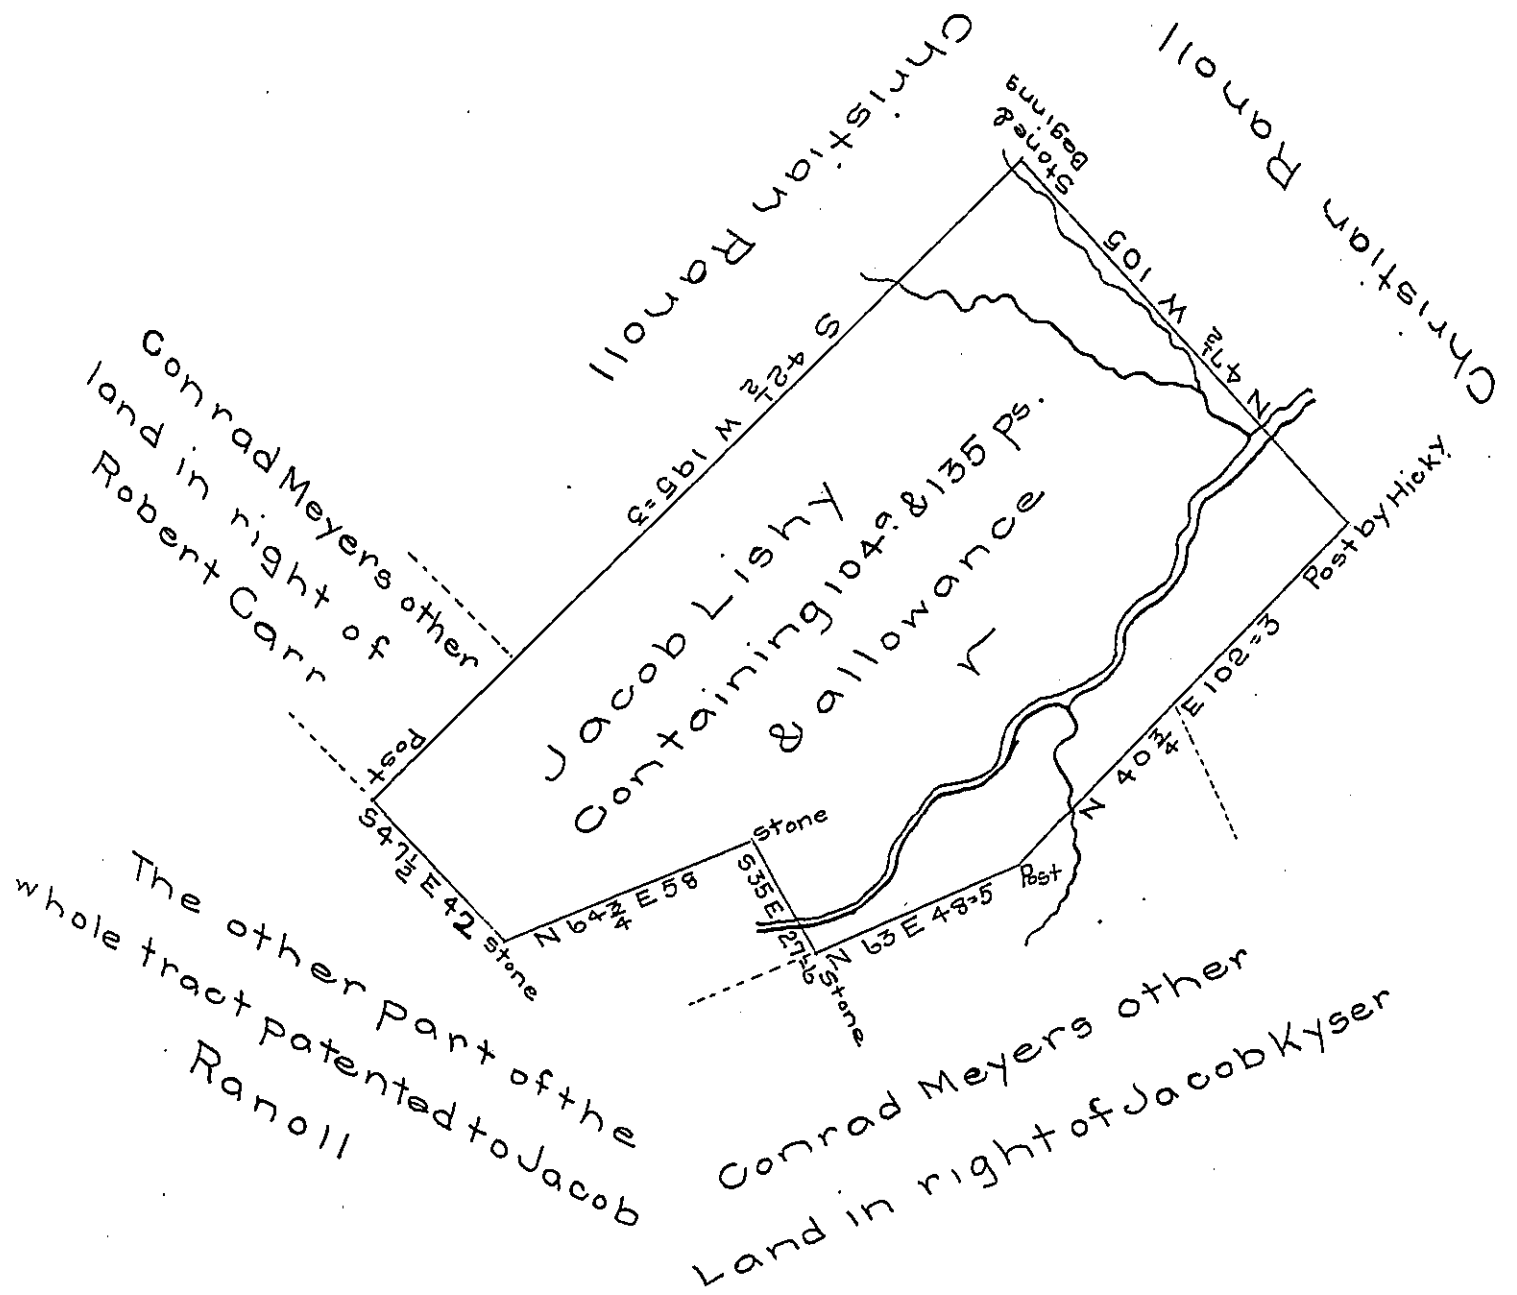 Christian Ranoll
Christian Ranoll
Stone &
Beginng
N 47½ W 105
S 42½ W 195=3
Conrad Meyers other
land in right of
Robert Carr
Jacob Lishy
Containing 104a. & 135 ps.
& allowance
r
Post by Hicky.
N 40¾ E 102=3
Post
S 47½ E 42
stone
N 64¾ E 58
stone
S 35 E 27=6
Stone
N 63 E 48=5
Post
The other part of the
whole tract patented to Jacob
Ranoll
Conrad Meyers other
Land in right of Jacob Kyser